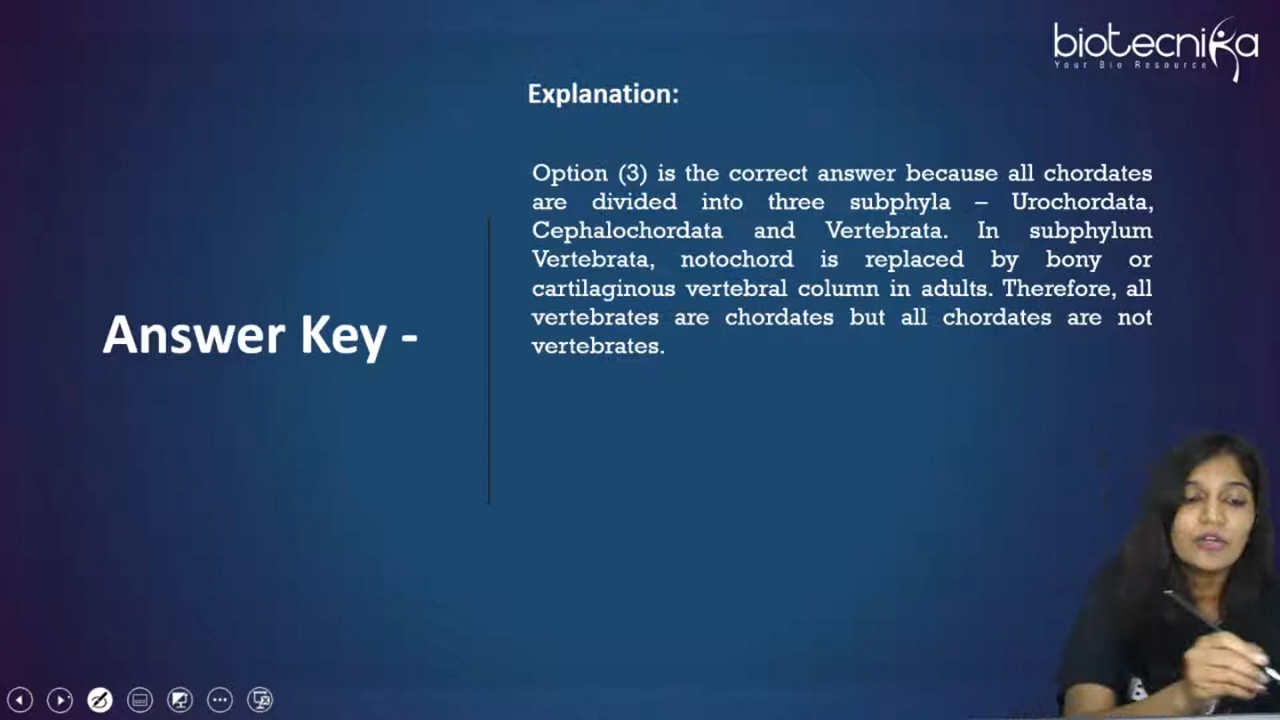 biotecnika
Your Bio Resource
Explanation:
Option (3) is the correct answer because all chordates
are divided into three subphyla – Urochordata,
Cephalochordata and Vertebrata. In subphylum
Vertebrata, notochord is replaced by bony or
cartilaginous vertebral column in adults. Therefore, all
vertebrates are chordates but all chordates are not
vertebrates.
Answer Key -